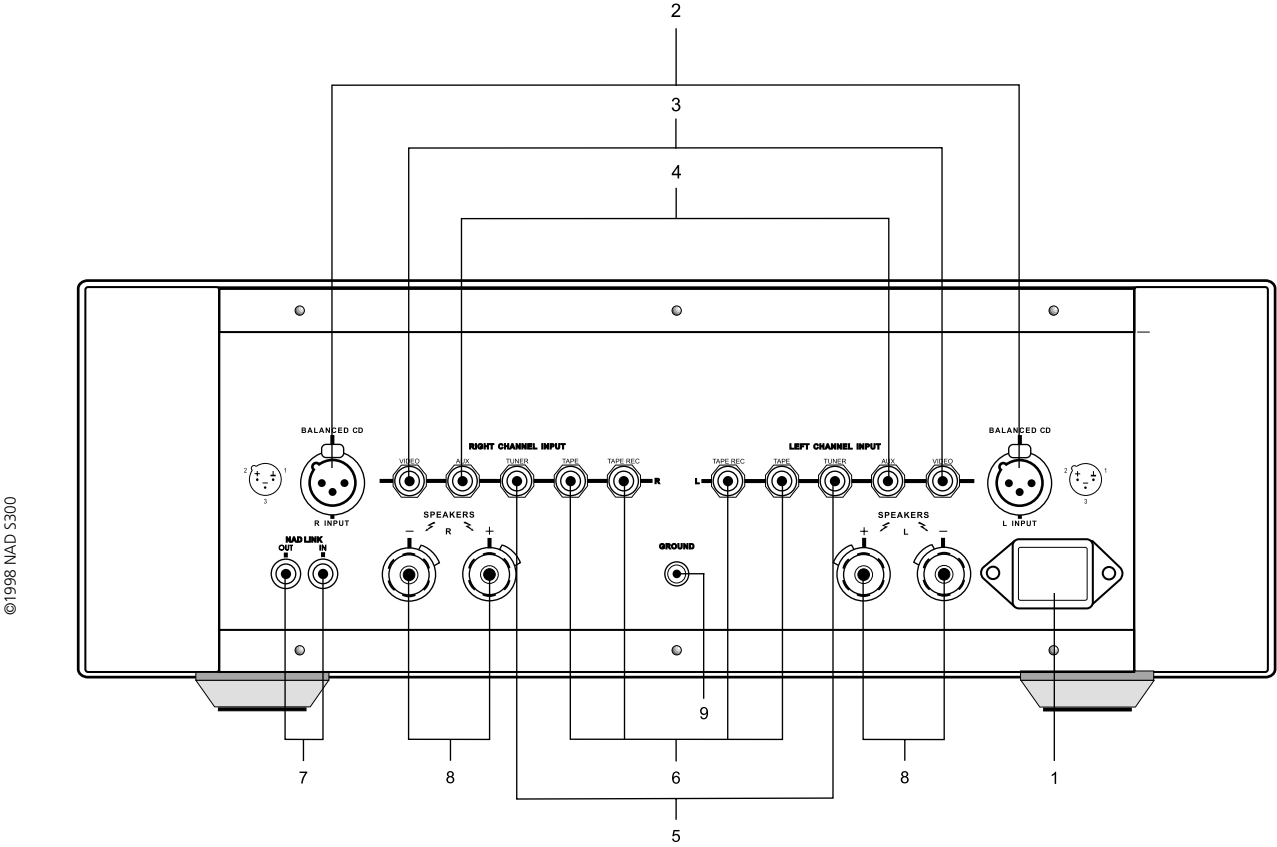 2
3
4
BALANCED CD
BALANCED CD
RIGHT CHANNEL INPUT
LEFT CHANNEL INPUT
VIDEO AUX TUNER TAPE TAPE REC
TAPE REC TAPE TUNER AUX VIDEO
2 1
+ -
3
R
L
2 1
+ +
-
3
R INPUT
L INPUT
SPEAKERS
- R +
SPEAKERS
+ L -
NAD LINK
OUT IN
GROUND
9
7
8
6
8
1
5
©1998 NAD S300